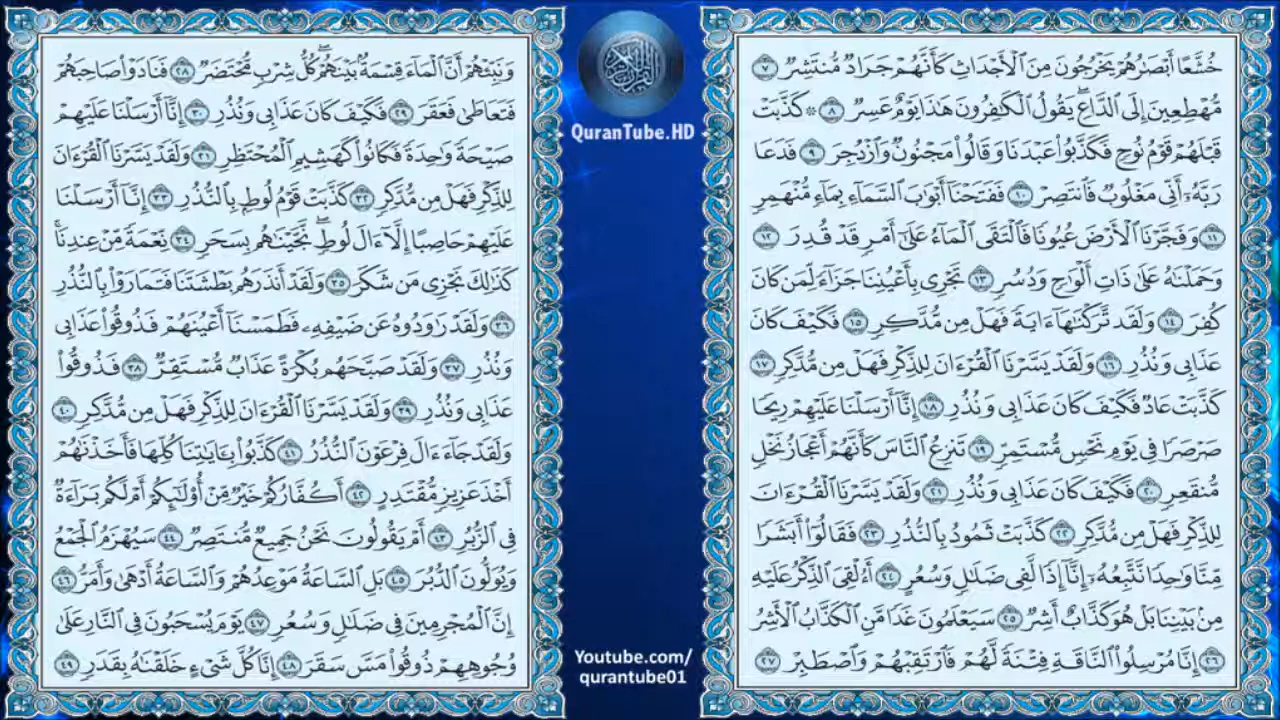 خُشَّعًا أَبْصَٰرُهُمْ يَخْرُجُونَ مِنَ ٱلْأَجْدَاثِ كَأَنَّهُمْ جَرَادٌ مُّنتَشِرٌ ٧
مُّهْطِعِينَ إِلَى ٱلدَّاعِ ۖ يَقُولُ ٱلْكَٰفِرُونَ هَٰذَا يَوْمٌ عَسِرٌ ٨ ۞ كَذَّبَتْ
قَبْلَهُمْ قَوْمُ نُوحٍ فَكَذَّبُوا۟ عَبْدَنَا وَقَالُوا۟ مَجْنُونٌ وَٱزْدُجِرَ ٩ فَدَعَا
رَبَّهُۥٓ أَنِّى مَغْلُوبٌ فَٱنتَصِرْ ١٠ فَفَتَحْنَآ أَبْوَٰبَ ٱلسَّمَآءِ بِمَآءٍ مُّنْهَمِرٍ
١١ وَفَجَّرْنَا ٱلْأَرْضَ عُيُونًا فَٱلْتَقَى ٱلْمَآءُ عَلَىٰٓ أَمْرٍ قَدْ قُدِرَ ١٢
وَحَمَلْنَٰهُ عَلَىٰ ذَاتِ أَلْوَٰحٍ وَدُسُرٍ ١٣ تَجْرِى بِأَعْيُنِنَا جَزَآءً لِّمَن كَانَ
كُفِرَ ١٤ وَلَقَد تَّرَكْنَٰهَآ ءَايَةً فَهَلْ مِن مُّدَّكِرٍ ١٥ فَكَيْفَ كَانَ
عَذَابِى وَنُذُرِ ١٦ وَلَقَدْ يَسَّرْنَا ٱلْقُرْءَانَ لِلذِّكْرِ فَهَلْ مِن مُّدَّكِرٍ ١٧
كَذَّبَتْ عَادٌ فَكَيْفَ كَانَ عَذَابِى وَنُذُرِ ١٨ إِنَّآ أَرْسَلْنَا عَلَيْهِمْ رِيحًا
صَرْصَرًا فِى يَوْمِ نَحْسٍ مُّسْتَمِرٍّ ١٩ تَنزِعُ ٱلنَّاسَ كَأَنَّهُمْ أَعْجَازُ نَخْلٍ
مُّنقَعِرٍ ٢٠ فَكَيْفَ كَانَ عَذَابِى وَنُذُرِ ٢١ وَلَقَدْ يَسَّرْنَا ٱلْقُرْءَانَ
لِلذِّكْرِ فَهَلْ مِن مُّدَّكِرٍ ٢٢ كَذَّبَتْ ثَمُودُ بِٱلنُّذُرِ ٢٣ فَقَالُوٓا۟ أَبَشَرًا
مِّنَّا وَٰحِدًا نَّتَّبِعُهُۥٓ إِنَّآ إِذًا لَّفِى ضَلَٰلٍ وَسُعُرٍ ٢٤ أَءُلْقِىَ ٱلذِّكْرُ عَلَيْهِ
مِنۢ بَيْنِنَا بَلْ هُوَ كَذَّابٌ أَشِرٌ ٢٥ سَيَعْلَمُونَ غَدًا مَّنِ ٱلْكَذَّابُ ٱلْأَشِرُ
٢٦ إِنَّا مُرْسِلُوا۟ ٱلنَّاقَةِ فِتْنَةً لَّهُمْ فَٱرْتَقِبْهُمْ وَٱصْطَبِرْ ٢٧
وَنَبِّئْهُمْ أَنَّ ٱلْمَآءَ قِسْمَةٌۢ بَيْنَهُمْ ۖ كُلُّ شِرْبٍ مُّحْتَضَرٌ ٢٨ فَنَادَوْا۟ صَاحِبَهُمْ
فَتَعَاطَىٰ فَعَقَرَ ٢٩ فَكَيْفَ كَانَ عَذَابِى وَنُذُرِ ٣٠ إِنَّآ أَرْسَلْنَا عَلَيْهِمْ
صَيْحَةً وَٰحِدَةً فَكَانُوا۟ كَهَشِيمِ ٱلْمُحْتَظِرِ ٣١ وَلَقَدْ يَسَّرْنَا ٱلْقُرْءَانَ
لِلذِّكْرِ فَهَلْ مِن مُّدَّكِرٍ ٣٢ كَذَّبَتْ قَوْمُ لُوطٍۭ بِٱلنُّذُرِ ٣٣ إِنَّآ أَرْسَلْنَا
عَلَيْهِمْ حَاصِبًا إِلَّآ ءَالَ لُوطٍ ۖ نَّجَّيْنَٰهُم بِسَحَرٍ ٣٤ نِّعْمَةً مِّنْ عِندِنَا ۚ
كَذَٰلِكَ نَجْزِى مَن شَكَرَ ٣٥ وَلَقَدْ أَنذَرَهُم بَطْشَتَنَا فَتَمَارَوْا۟ بِٱلنُّذُرِ
٣٦ وَلَقَدْ رَٰوَدُوهُ عَن ضَيْفِهِۦ فَطَمَسْنَآ أَعْيُنَهُمْ فَذُوقُوا۟ عَذَابِى
وَنُذُرِ ٣٧ وَلَقَدْ صَبَّحَهُم بُكْرَةً عَذَابٌ مُّسْتَقِرٌّ ٣٨ فَذُوقُوا۟
عَذَابِى وَنُذُرِ ٣٩ وَلَقَدْ يَسَّرْنَا ٱلْقُرْءَانَ لِلذِّكْرِ فَهَلْ مِن مُّدَّكِرٍ ٤٠
وَلَقَدْ جَآءَ ءَالَ فِرْعَوْنَ ٱلنُّذُرُ ٤١ كَذَّبُوا۟ بِـَٔايَٰتِنَا كُلِّهَا فَأَخَذْنَٰهُمْ
أَخْذَ عَزِيزٍ مُّقْتَدِرٍ ٤٢ أَكُفَّارُكُمْ خَيْرٌ مِّنْ أُو۟لَٰٓئِكُمْ أَمْ لَكُم بَرَآءَةٌ
فِى ٱلزُّبُرِ ٤٣ أَمْ يَقُولُونَ نَحْنُ جَمِيعٌ مُّنتَصِرٌ ٤٤ سَيُهْزَمُ ٱلْجَمْعُ
وَيُوَلُّونَ ٱلدُّبُرَ ٤٥ بَلِ ٱلسَّاعَةُ مَوْعِدُهُمْ وَٱلسَّاعَةُ أَدْهَىٰ وَأَمَرُّ ٤٦
إِنَّ ٱلْمُجْرِمِينَ فِى ضَلَٰلٍ وَسُعُرٍ ٤٧ يَوْمَ يُسْحَبُونَ فِى ٱلنَّارِ عَلَىٰ
وُجُوهِهِمْ ذُوقُوا۟ مَسَّ سَقَرَ ٤٨ إِنَّا كُلَّ شَىْءٍ خَلَقْنَٰهُ بِقَدَرٍ ٤٩
QuranTube.HD
Youtube.com/
qurantube01